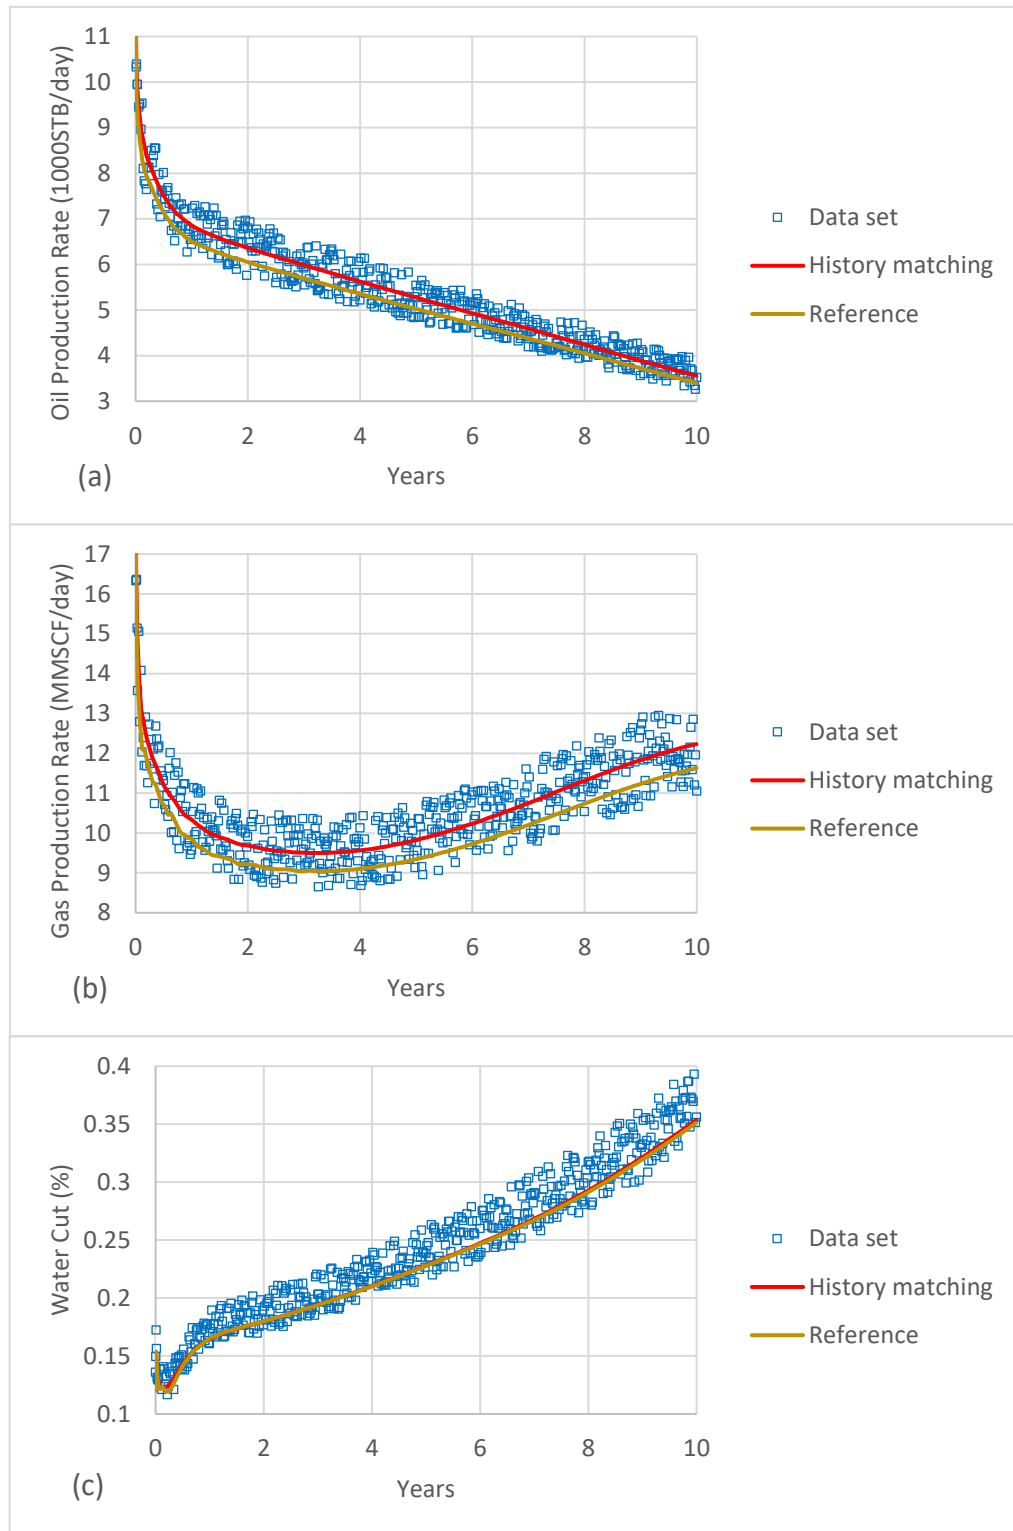 Oil Production Rate (1000STB/day)
11
10
9
8
7
6
5
4
3
0 2 4 6 8 10
Years
(a)
Data set
History matching
Reference
Gas Production Rate (MMSCF/day)
17
16
15
14
13
12
11
10
9
8
0 2 4 6 8 10
Years
(b)
Data set
History matching
Reference
Water Cut (%)
0.4
0.35
0.3
0.25
0.2
0.15
0.1
0 2 4 6 8 10
Years
(c)
Data set
History matching
Reference